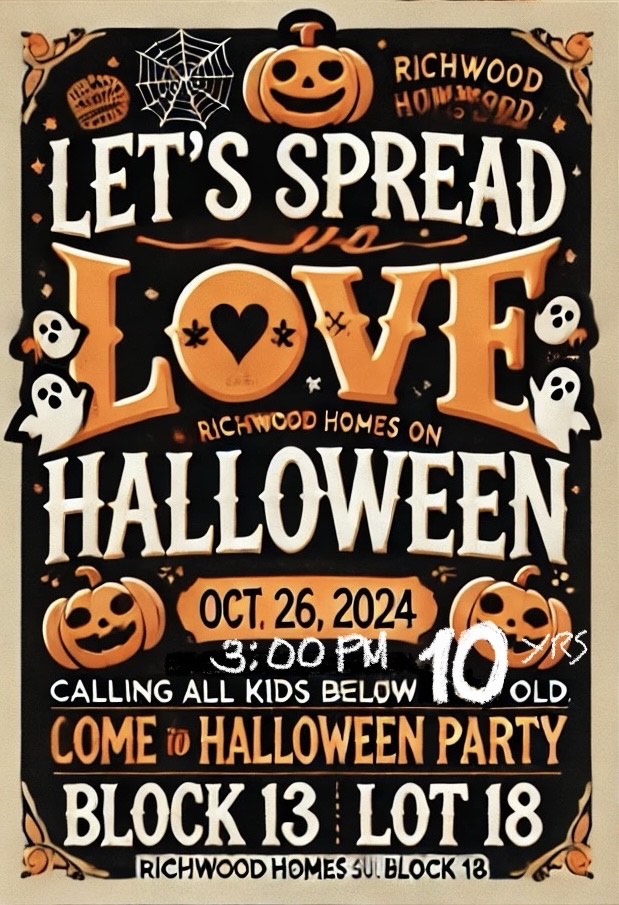 RICHWOOD
LET'S SPREAD
LOVE
RICHWOOD HOMES ON
HALLOWEEN
OCT. 26, 2024
3:00 PM
CALLING ALL KIDS BELOW 10 YRS OLD.
COME TO HALLOWEEN PARTY
BLOCK 13 LOT 18
RICHWOOD HOMES BLOCK 18